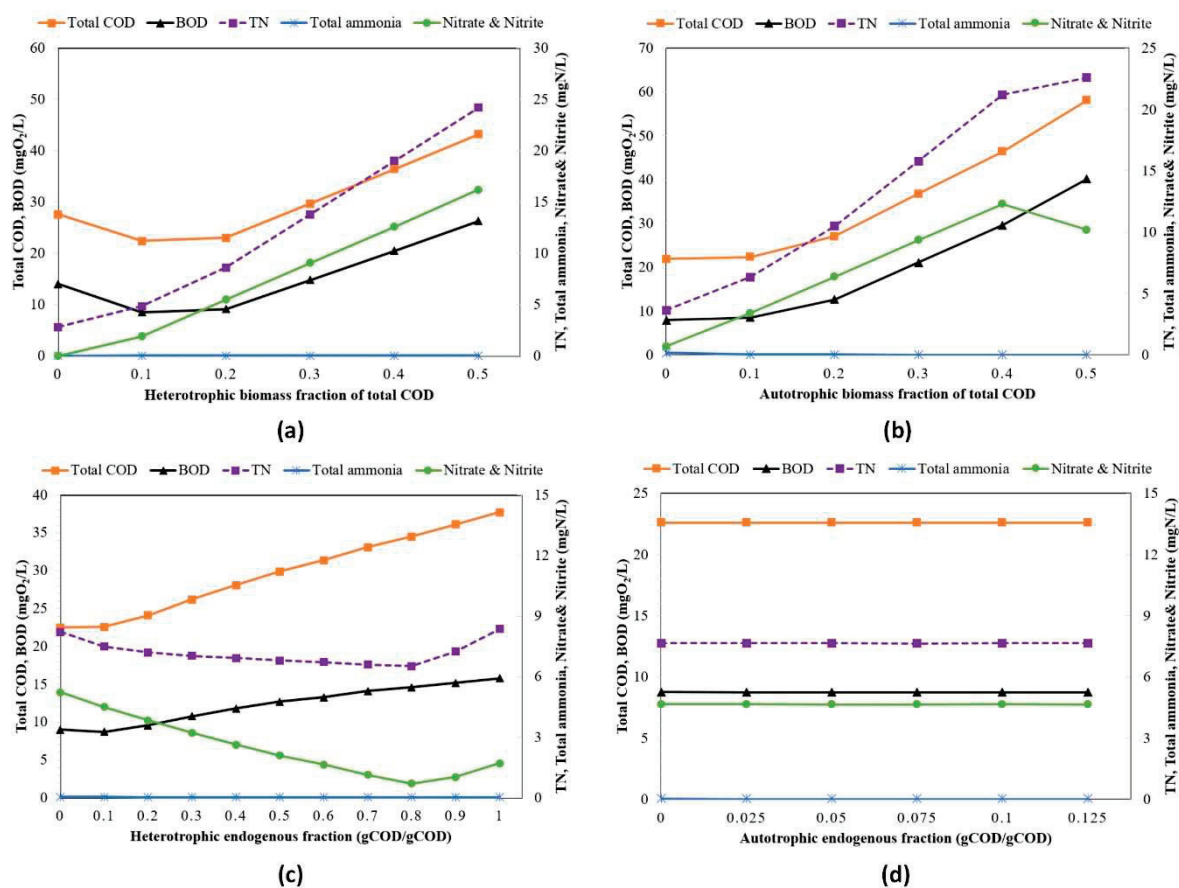 Total COD BOD TN Total ammonia Nitrate & Nitrite
60
50
40
30
20
10
0
30
25
20
15
10
5
0
0 0.1 0.2 0.3 0.4 0.5
Total COD, BOD (mgO₂/L)
TN, Total ammonia, Nitrate& Nitrite (mgN/L)
Heterotrophic biomass fraction of total COD
(a)
Total COD BOD TN Total ammonia Nitrate & Nitrite
70
60
50
40
30
20
10
0
25
20
15
10
5
0
0 0.1 0.2 0.3 0.4 0.5
Total COD, BOD (mgO₂/L)
TN, Total ammonia, Nitrate& Nitrite (mgN/L)
Autotrophic biomass fraction of total COD
(b)
Total COD BOD TN Total ammonia Nitrate & Nitrite
40
35
30
25
20
15
10
5
0
15
12
9
6
3
0
0 0.1 0.2 0.3 0.4 0.5 0.6 0.7 0.8 0.9 1
Total COD, BOD (mgO₂/L)
TN, Total ammonia, Nitrate& Nitrite (mgN/L)
Heterotrophic endogenous fraction (gCOD/gCOD)
(c)
Total COD BOD TN Total ammonia Nitrate & Nitrite
25
20
15
10
5
0
15
12
9
6
3
0
0 0.025 0.05 0.075 0.1 0.125
Total COD, BOD (mgO₂/L)
TN, Total ammonia, Nitrate& Nitrite (mgN/L)
Autotrophic endogenous fraction (gCOD/gCOD)
(d)